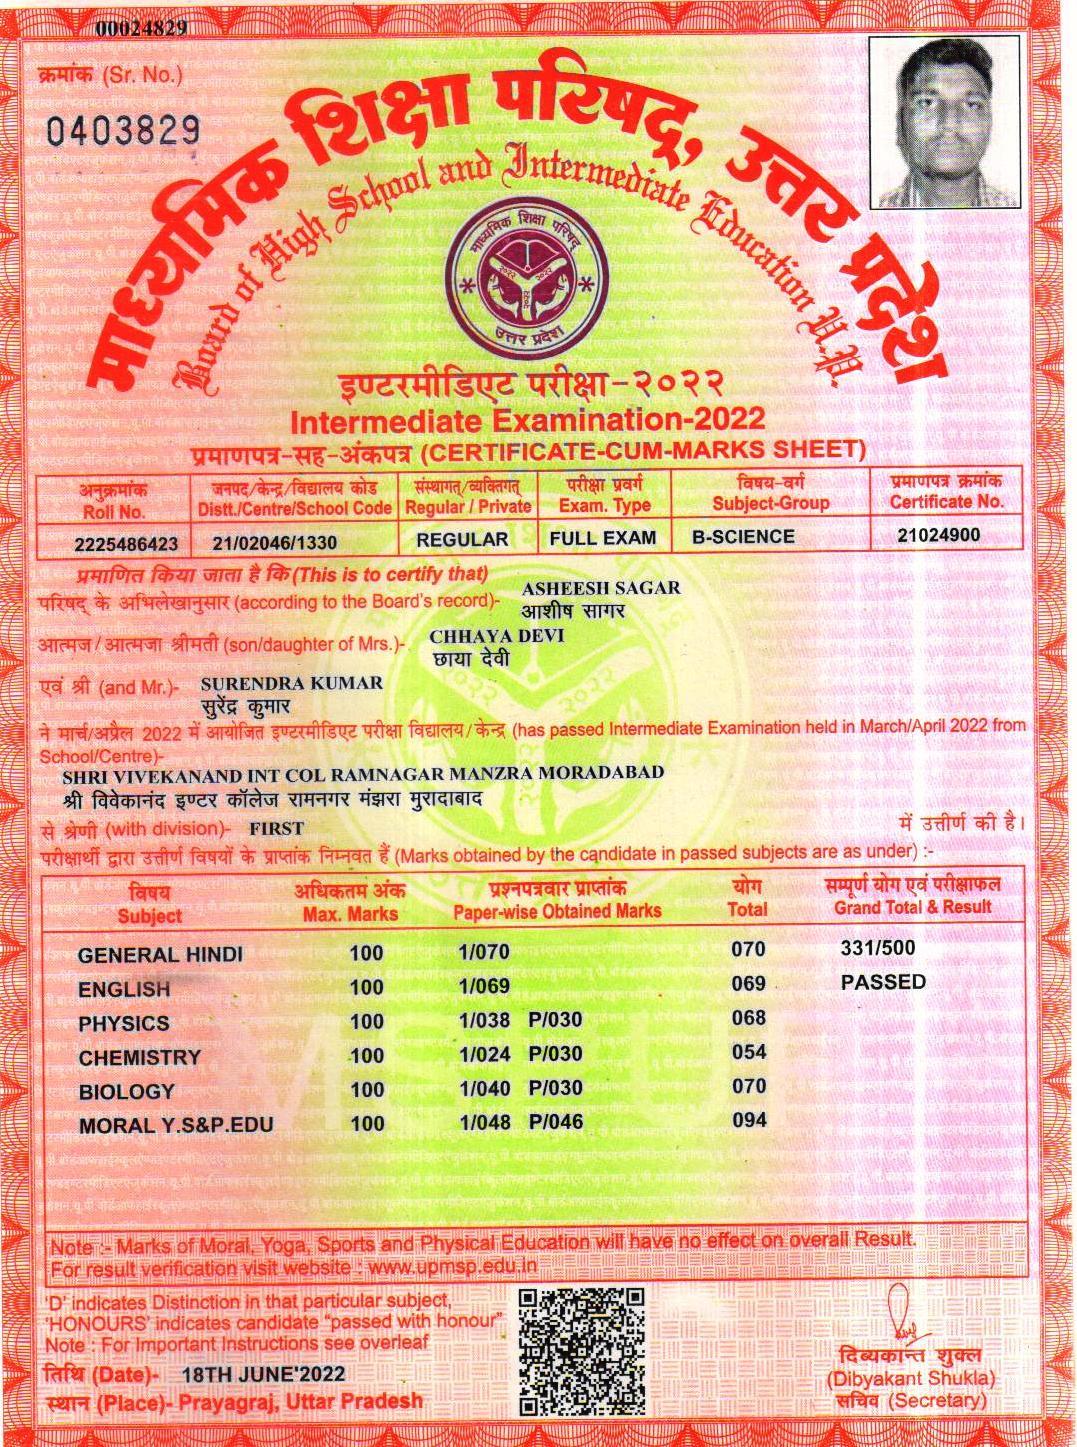 00024829
क्रमांक (Sr. No.)
0403829
माध्यमिक शिक्षा परिषद्, उत्तर प्रदेश
Board of High School and Intermediate Education U.P.
माध्यमिक शिक्षा परिषद्
२०२२ २०२२
२०२२
उत्तर प्रदेश
इण्टरमीडिएट परीक्षा-२०२२
Intermediate Examination-2022
प्रमाणपत्र-सह-अंकपत्र (CERTIFICATE-CUM-MARKS SHEET)
अनुक्रमांक जनपद/केन्द्र/विद्यालय कोड संस्थागत/व्यक्तिगत परीक्षा प्रवर्ग विषय-वर्ग प्रमाणपत्र क्रमांक
Roll No. Distt./Centre/School Code Regular / Private Exam. Type Subject-Group Certificate No.
2225486423 21/02046/1330 REGULAR FULL EXAM B-SCIENCE 21024900
प्रमाणित किया जाता है कि (This is to certify that)
परिषद् के अभिलेखानुसार (according to the Board's record)- ASHEESH SAGAR
आशीष सागर
आत्मज/आत्मजा श्रीमती (son/daughter of Mrs.)- CHHAYA DEVI
छाया देवी
एवं श्री (and Mr.)- SURENDRA KUMAR
सुरेंद्र कुमार
ने मार्च/अप्रैल 2022 में आयोजित इण्टरमीडिएट परीक्षा विद्यालय/केन्द्र (has passed Intermediate Examination held in March/April 2022 from
School/Centre)-
SHRI VIVEKANAND INT COL RAMNAGAR MANZRA MORADABAD
श्री विवेकानंद इण्टर कॉलेज रामनगर मंझरा मुरादाबाद
से श्रेणी (with division)- FIRST में उत्तीर्ण की है।
परीक्षार्थी द्वारा उत्तीर्ण विषयों के प्राप्तांक निम्नवत हैं (Marks obtained by the candidate in passed subjects are as under) :-
विषय अधिकतम अंक प्रश्नपत्रवार प्राप्तांक योग सम्पूर्ण योग एवं परीक्षाफल
Subject Max. Marks Paper-wise Obtained Marks Total Grand Total & Result
GENERAL HINDI 100 1/070 070 331/500
ENGLISH 100 1/069 069 PASSED
PHYSICS 100 1/038 P/030 068
CHEMISTRY 100 1/024 P/030 054
BIOLOGY 100 1/040 P/030 070
MORAL Y.S&P.EDU 100 1/048 P/046 094
Note :- Marks of Moral, Yoga, Sports and Physical Education will have no effect on overall Result.
For result verification visit website : www.upmsp.edu.in
'D' indicates Distinction in that particular subject,
'HONOURS' indicates candidate "passed with honour"
Note : For Important Instructions see overleaf
तिथि (Date)- 18TH JUNE'2022
स्थान (Place)- Prayagraj, Uttar Pradesh
दिब्यकान्त शुक्ल
(Dibyakant Shukla)
सचिव (Secretary)